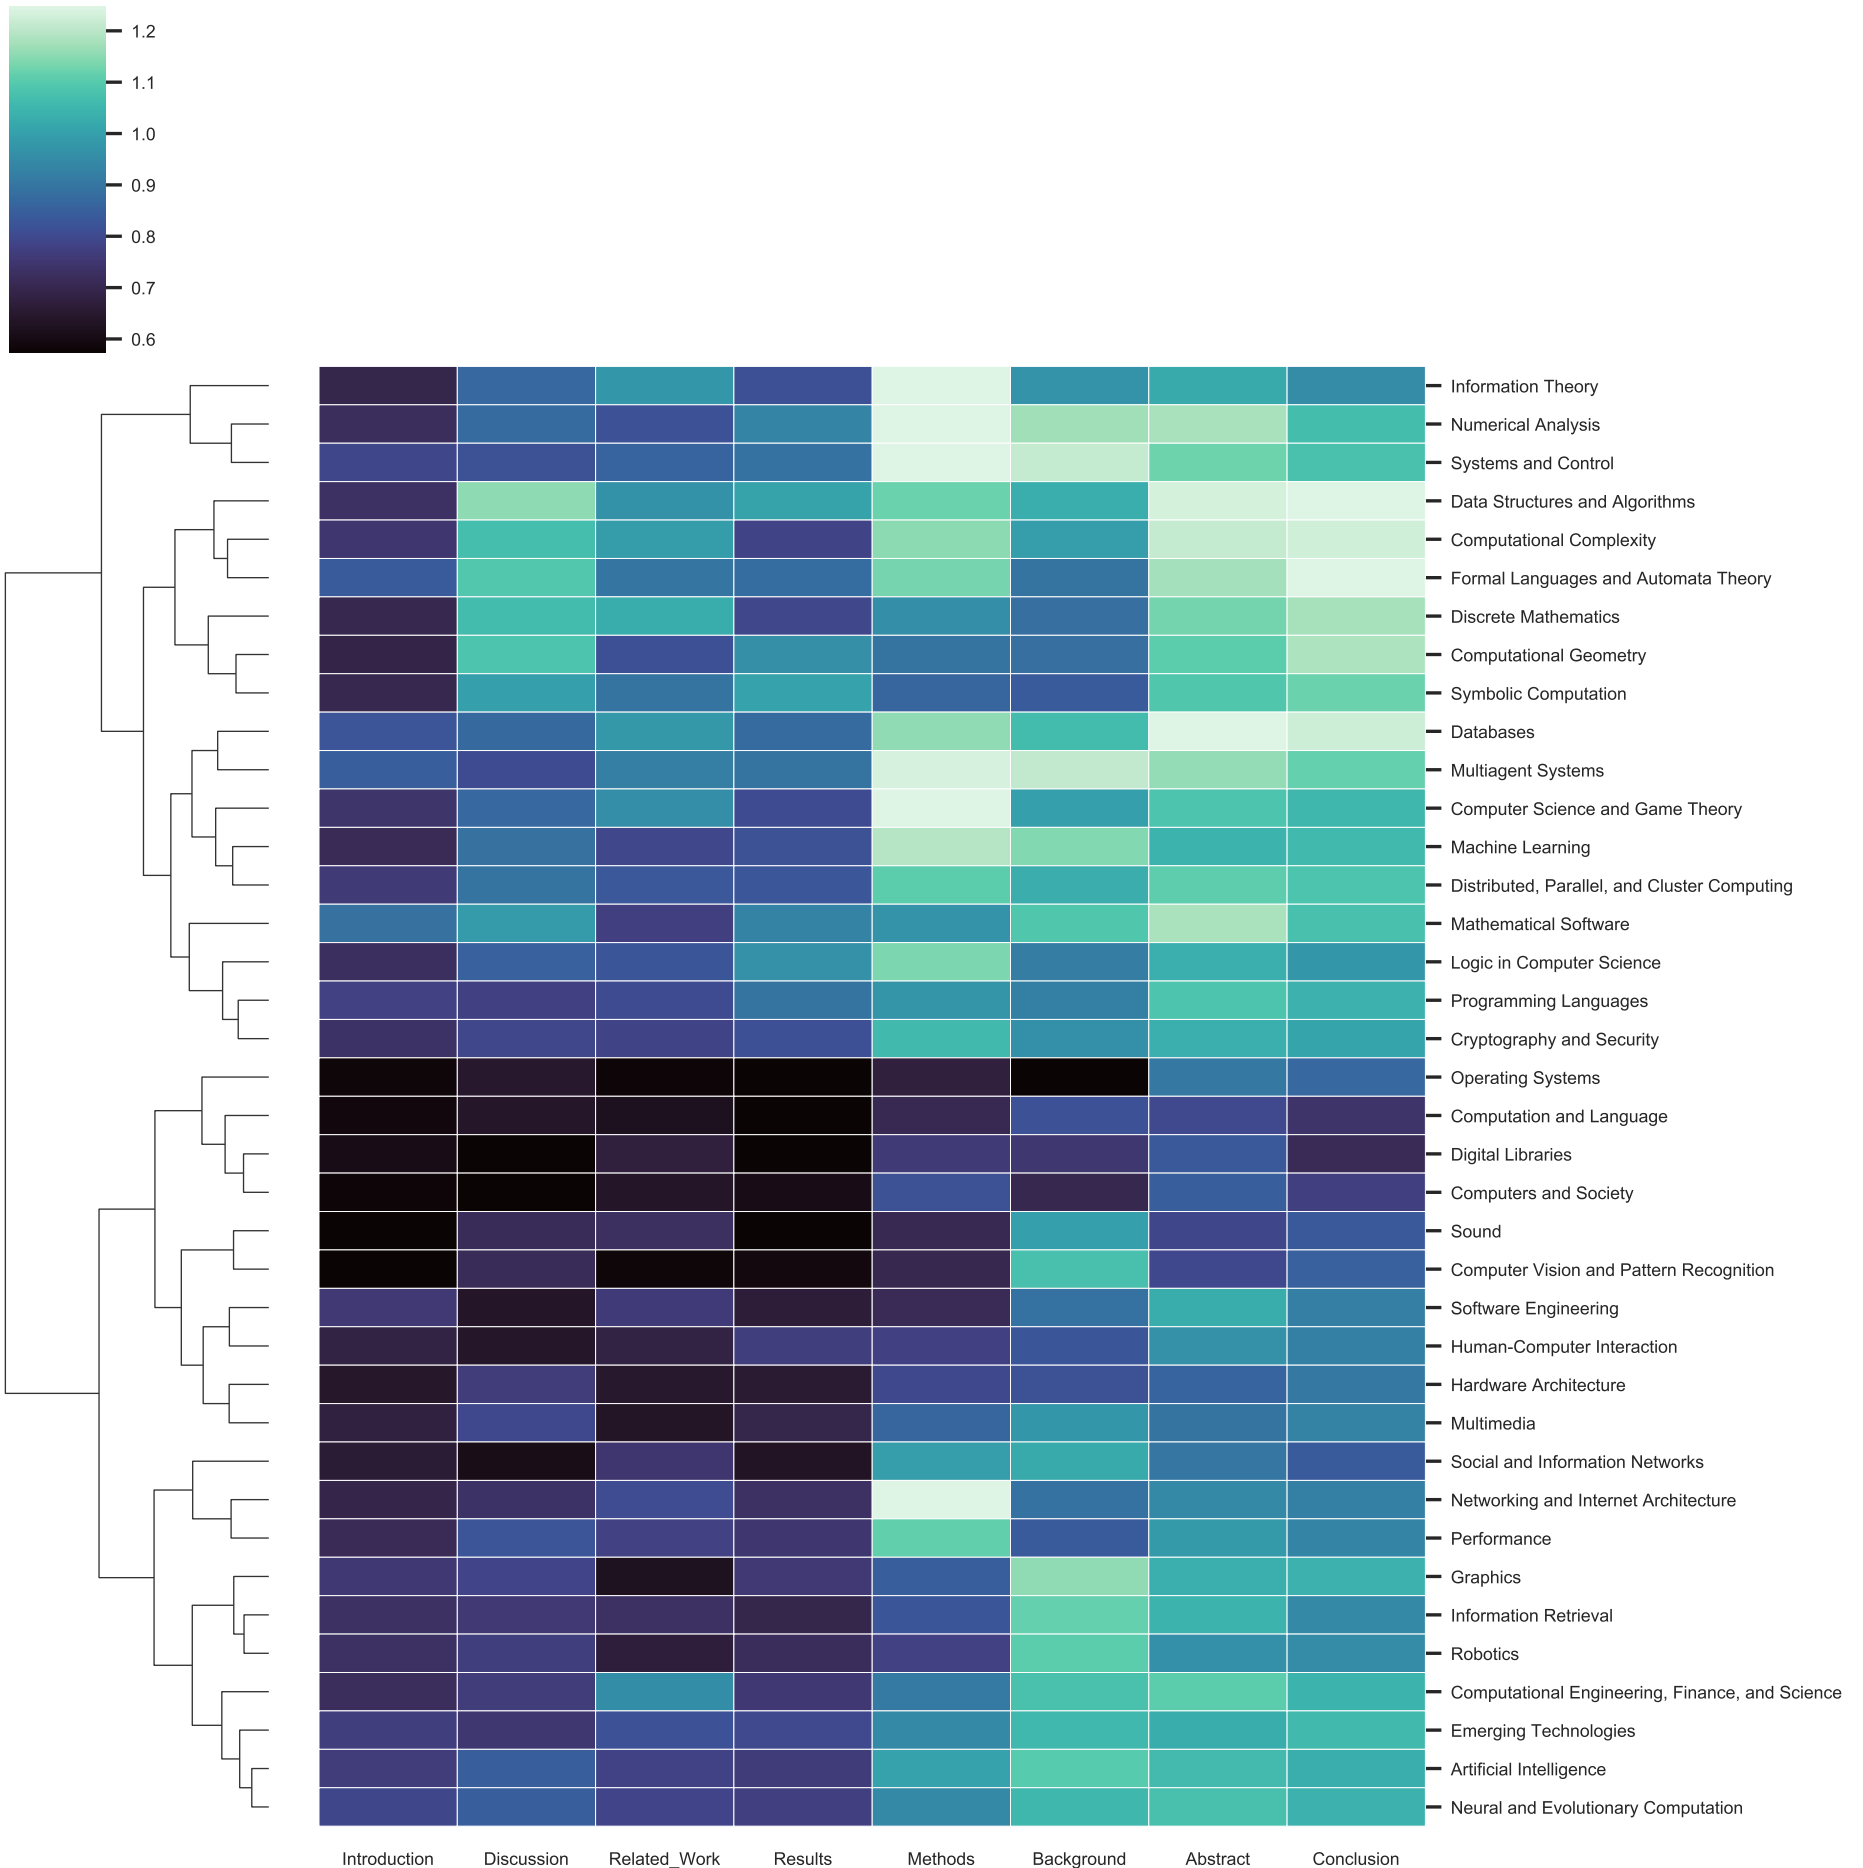 1.2
1.1
1.0
0.9
0.8
0.7
0.6
Information Theory
Numerical Analysis
Systems and Control
Data Structures and Algorithms
Computational Complexity
Formal Languages and Automata Theory
Discrete Mathematics
Computational Geometry
Symbolic Computation
Databases
Multiagent Systems
Computer Science and Game Theory
Machine Learning
Distributed, Parallel, and Cluster Computing
Mathematical Software
Logic in Computer Science
Programming Languages
Cryptography and Security
Operating Systems
Computation and Language
Digital Libraries
Computers and Society
Sound
Computer Vision and Pattern Recognition
Software Engineering
Human-Computer Interaction
Hardware Architecture
Multimedia
Social and Information Networks
Networking and Internet Architecture
Performance
Graphics
Information Retrieval
Robotics
Computational Engineering, Finance, and Science
Emerging Technologies
Artificial Intelligence
Neural and Evolutionary Computation
Introduction Discussion Related_Work Results Methods Background Abstract Conclusion